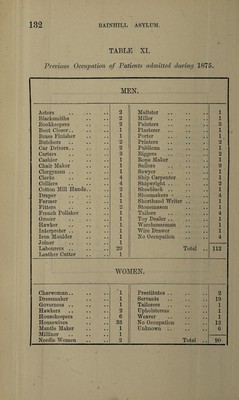 132 RAINHILL ASYLUM.
TABLE XI.
Previous Occupation of Patients admitted during 1875.
MEN.
Actors 2
Blacksmiths 2
Bookkeepers 2
Boot Closer 1
Brass Finisher 1
Butchers 2
Car Drivers 2
Carters 3
Cashier 1
Chair Maker 1
Clergyman 1
Clerks 4
Colliers 4
Cotton Mill Hands 2
Draper 1
Farmer 1
Fitters 2
French Polisher 1
Grocer 1
Hawker 1
Interpreter 1
Iron Moulder 1
Joiner 1
Labourers 29
Leather Cutter 1
Maltster 1
Miller 1
Painters 3
Plasterer 1
Porter 1
Printers 2
Publican 1
Riggers 2
Rope Maker 1
Sailors
Sawyer 1
Ship Carpenter 1
Shipwright 2
Shoeblack 1
Shoemakers 4
Shorthand Writer 1
Stonemason 1
Tailors 4
Toy Dealer 1
Warehouseman 1
Wire Drawer 1
No Occupation
Total 112
WOMEN.
Charwoman 1
Dressmaker 1
Governess 1
Hawkers 2
Housekeepers 6
Housewives 32
Mantle Maker 1
Milliner 1
Needle Women 2
Prostitutes 2
Servants 19
Tailoress 1
Upholsteress 1
Weaver 1
No Occupation
Unknown 6
Total 90